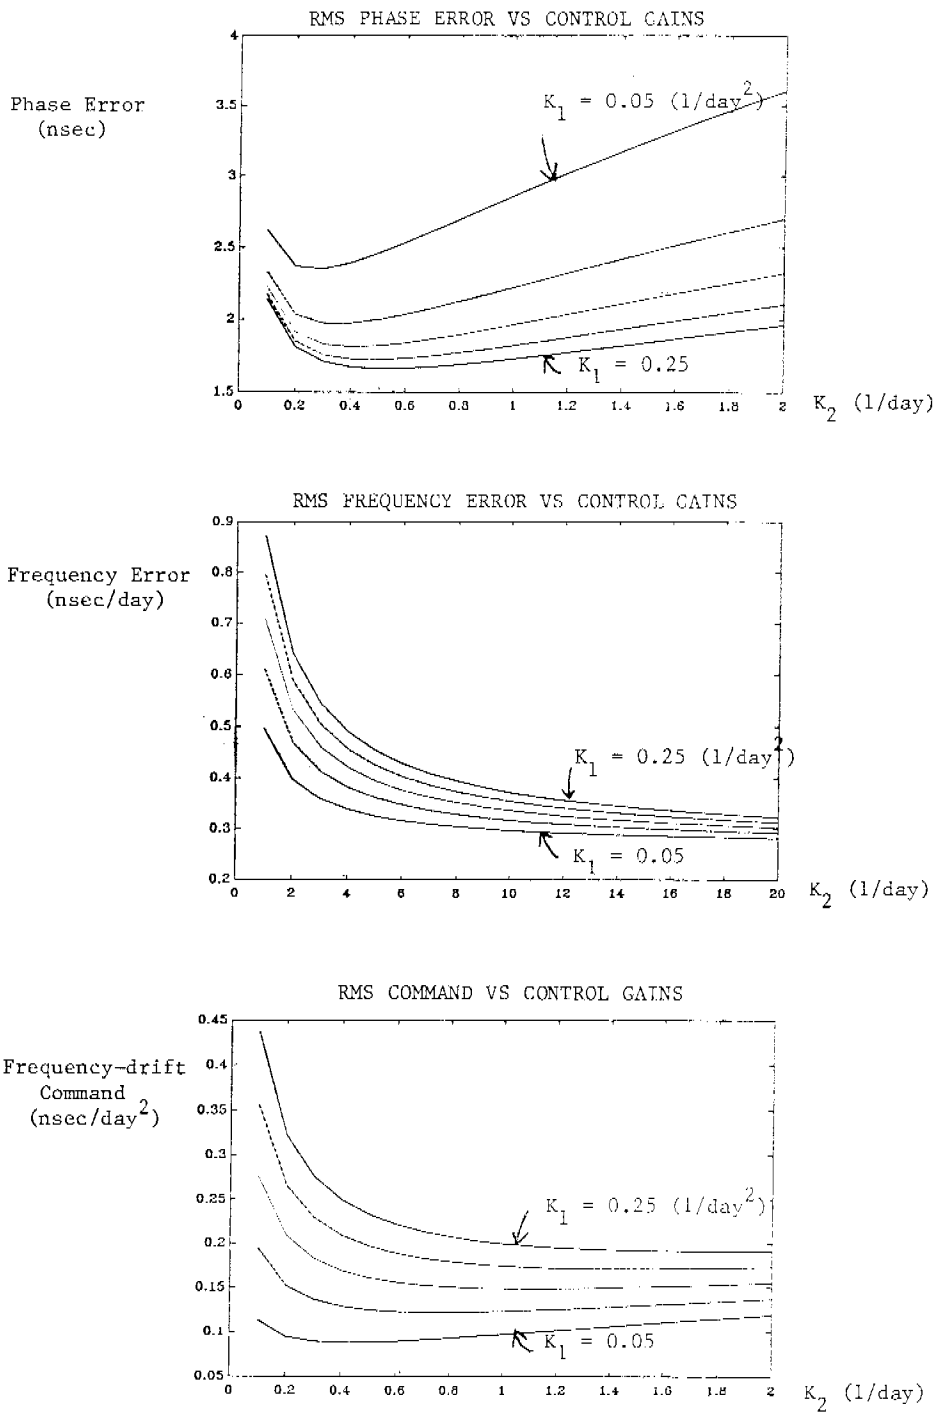 RMS PHASE ERROR VS CONTROL GAINS
4
Phase Error
(nsec)
3.5
K1 = 0.05 (1/day2)
3
2.5
2
K1 = 0.25
1.5
0 0.2 0.4 0.6 0.8 1 1.2 1.4 1.6 1.8 2
K2 (1/day)
RMS FREQUENCY ERROR VS CONTROL GAINS
0.9
Frequency Error
(nsec/day)
0.8
0.7
0.6
0.5
K1 = 0.25 (1/day2)
0.4
0.3
K1 = 0.05
0.2
0 2 4 6 8 10 12 14 16 18 20
K2 (1/day)
RMS COMMAND VS CONTROL GAINS
0.45
Frequency-drift
Command
(nsec/day2)
0.4
0.35
0.3
0.25
K1 = 0.25 (1/day2)
0.2
0.15
0.1
K1 = 0.05
0.05
0 0.2 0.4 0.6 0.8 1 1.2 1.4 1.6 1.8 2
K2 (1/day)